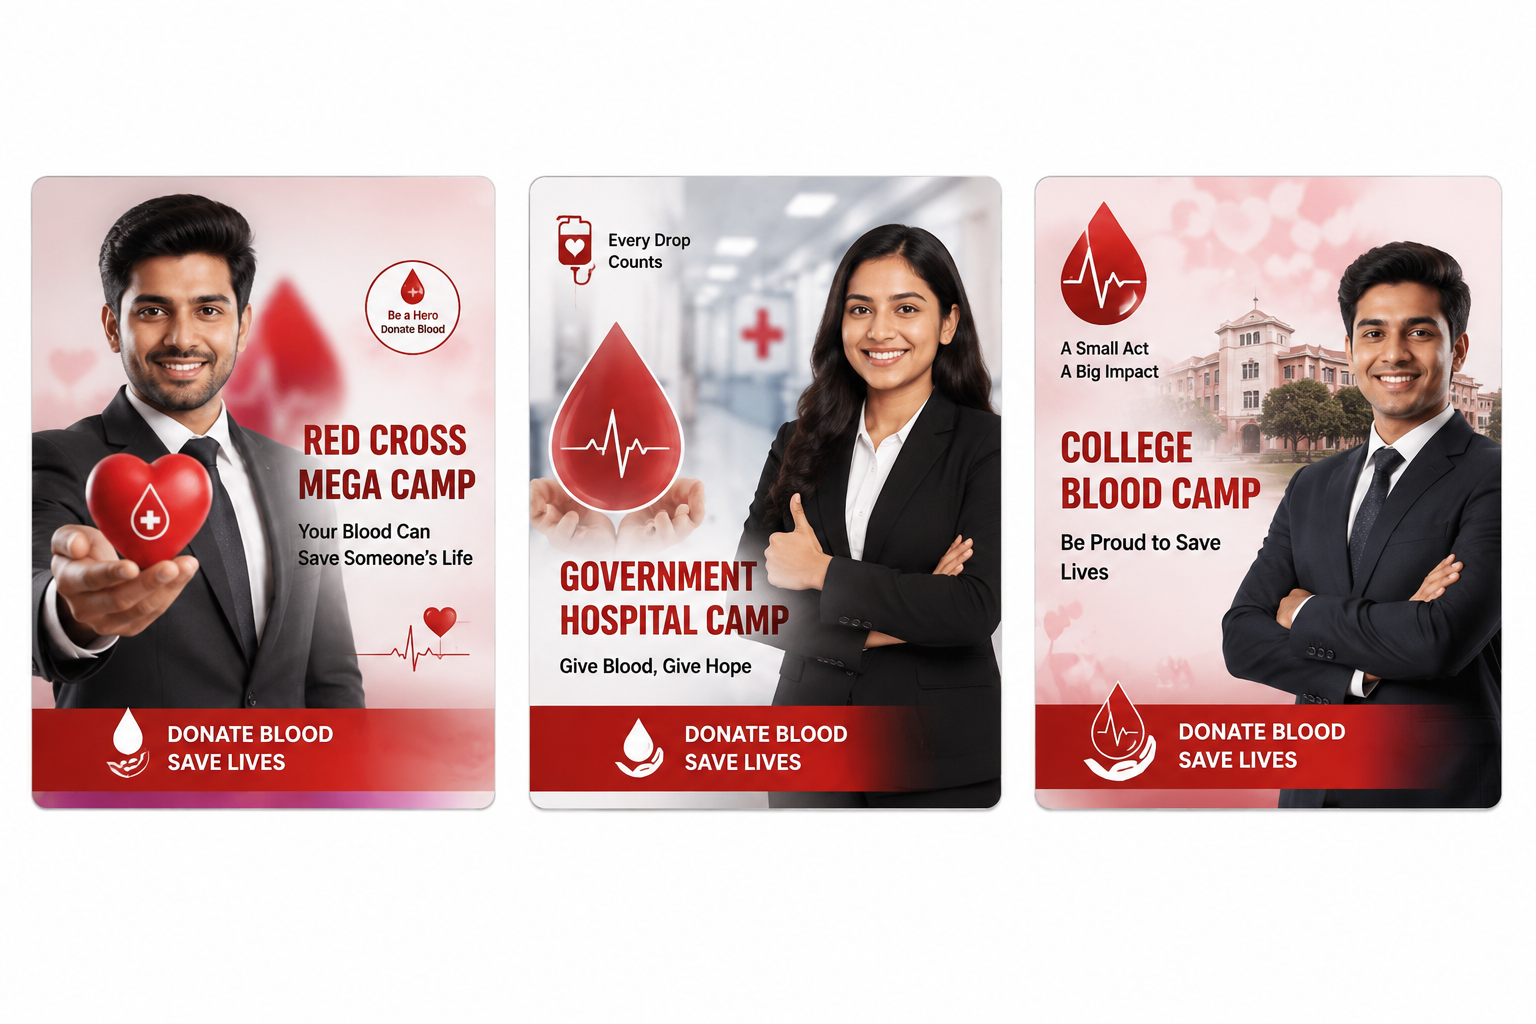 Be a Hero
Donate Blood
RED CROSS
MEGA CAMP
Your Blood Can
Save Someone's Life
DONATE BLOOD
SAVE LIVES
Every Drop
Counts
GOVERNMENT
HOSPITAL CAMP
Give Blood, Give Hope
DONATE BLOOD
SAVE LIVES
A Small Act
A Big Impact
COLLEGE
BLOOD CAMP
Be Proud to Save
Lives
DONATE BLOOD
SAVE LIVES